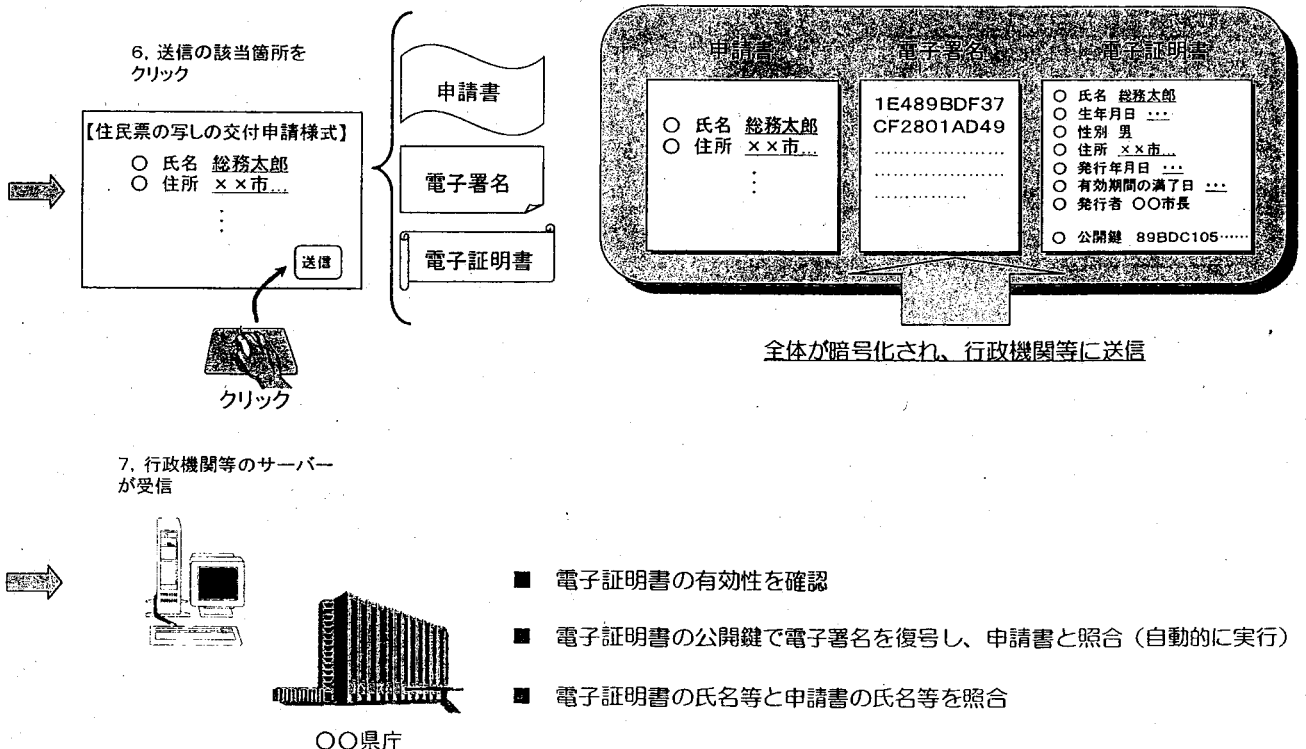 6, 送信の該当箇所を
クリック
【住民票の写しの交付申請様式】
○ 氏名 総務太郎
○ 住所 ××市...
送信
クリック
申請書
電子署名
電子証明書
申請書
電子署名
電子証明書
○ 氏名 総務太郎
○ 住所 ××市...
1E489BDF37
CF2801AD49
○ 氏名 総務太郎
○ 生年月日 ...
○ 性別 男
○ 住所 ××市...
○ 発行年月日 ...
○ 有効期間の満了日 ...
○ 発行者 〇〇市長
○ 公開鍵 89BDC105……
全体が暗号化され、行政機関等に送信
7, 行政機関等のサーバー
が受信
〇〇県庁
■ 電子証明書の有効性を確認
■ 電子証明書の公開鍵で電子署名を復号し、申請書と照合（自動的に実行）
■ 電子証明書の氏名等と申請書の氏名等を照合